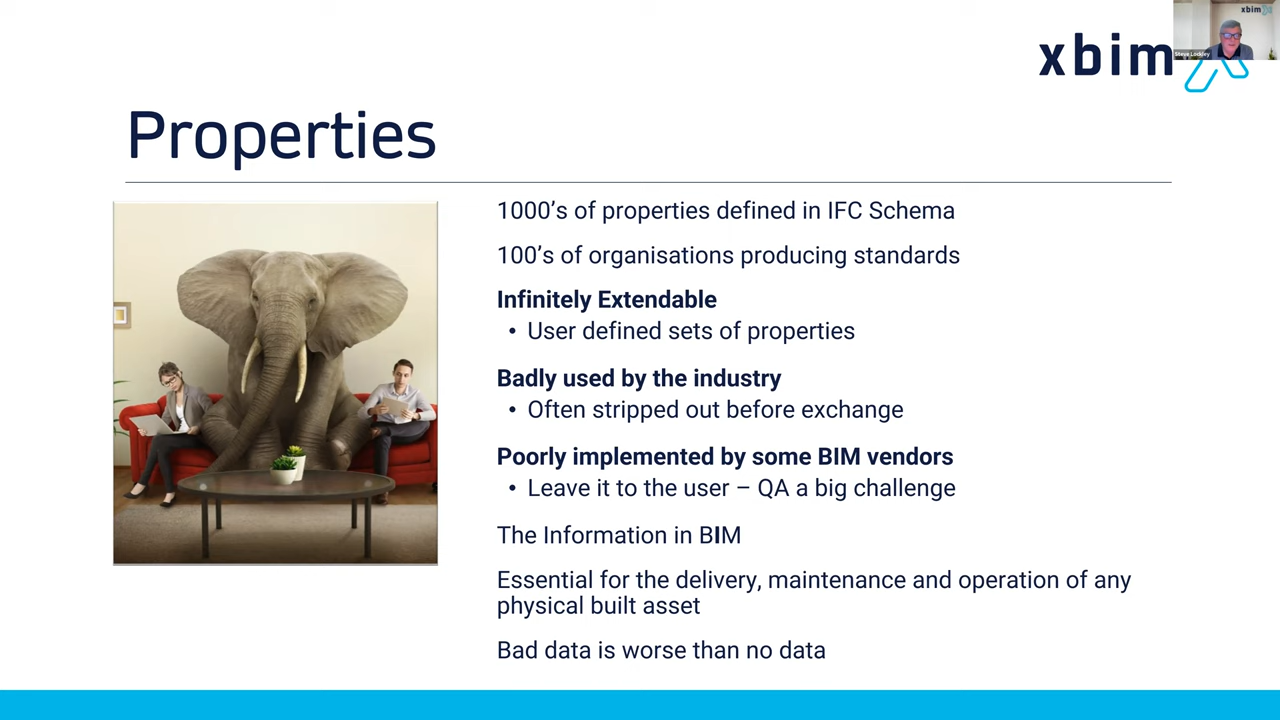 xbim
xbim
Steve Lockley
Properties
1000’s of properties defined in IFC Schema
100’s of organisations producing standards
Infinitely Extendable
• User defined sets of properties
Badly used by the industry
• Often stripped out before exchange
Poorly implemented by some BIM vendors
• Leave it to the user – QA a big challenge
The Information in BIM
Essential for the delivery, maintenance and operation of any
physical built asset
Bad data is worse than no data